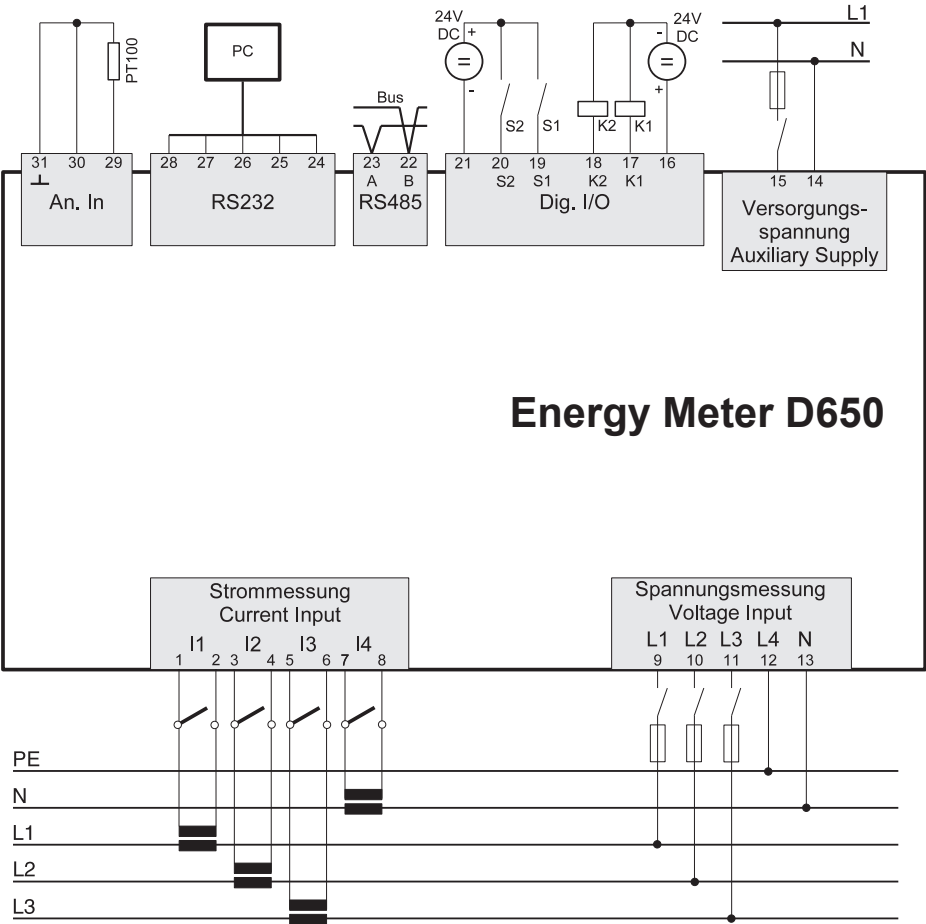 24V
DC
+
-
24V
DC
-
+
L1
N
PT100
PC
Bus
S2
S1
K2
K1
31
30
29
28
27
26
25
24
23
22
21
20
19
18
17
16
15
14
A
B
S2
S1
K2
K1
An. In
RS232
RS485
Dig. I/O
Versorgungs-
spannung
Auxiliary Supply
Energy Meter D650
Strommessung
Current Input
I1
I2
I3
I4
1
2
3
4
5
6
7
8
Spannungsmessung
Voltage Input
L1
L2
L3
L4
N
9
10
11
12
13
PE
N
L1
L2
L3